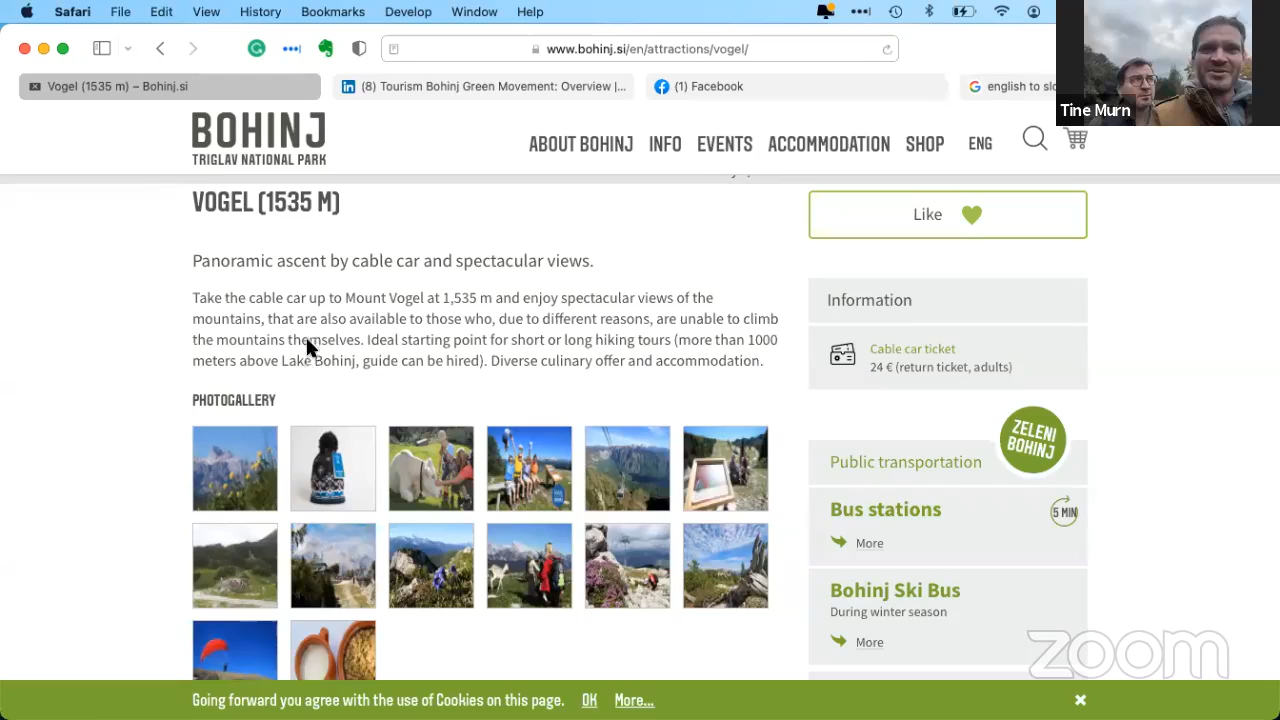 Safari File Edit View History Bookmarks Develop Window Help
www.bohinj.si/en/attractions/vogel/
Vogel (1535 m) – Bohinj.si
(8) Tourism Bohinj Green Movement: Overview |...
(1) Facebook
english to slo
Tine Murn
BOHINJ
TRIGLAV NATIONAL PARK
ABOUT BOHINJ INFO EVENTS ACCOMMODATION SHOP ENG
VOGEL (1535 M)
Like
Panoramic ascent by cable car and spectacular views.
Take the cable car up to Mount Vogel at 1,535 m and enjoy spectacular views of the
mountains, that are also available to those who, due to different reasons, are unable to climb
the mountains themselves. Ideal starting point for short or long hiking tours (more than 1000
meters above Lake Bohinj, guide can be hired). Diverse culinary offer and accommodation.
Information
Cable car ticket
24 € (return ticket, adults)
PHOTOGALLERY
ZELENI
BOHINJ
Public transportation
Bus stations
5 MIN
More
Bohinj Ski Bus
During winter season
More
zoom
Going forward you agree with the use of Cookies on this page. OK More...